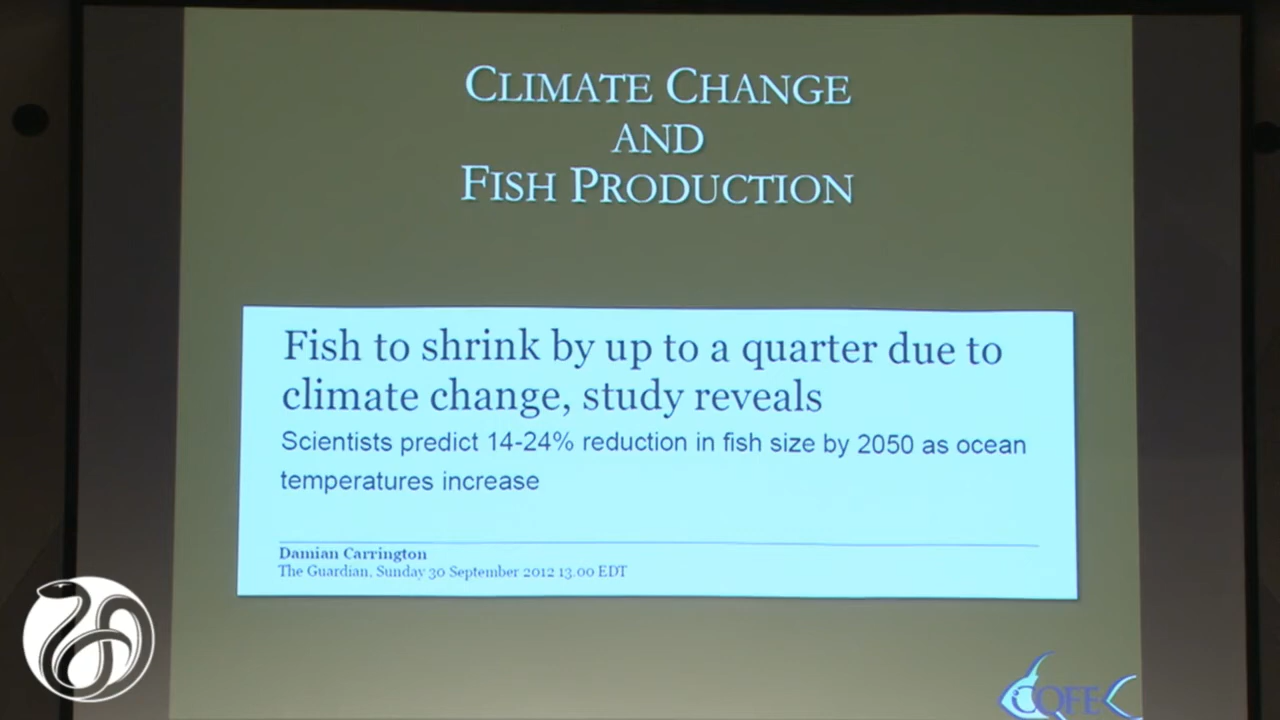 CLIMATE CHANGE
AND
FISH PRODUCTION
Fish to shrink by up to a quarter due to
climate change, study reveals
Scientists predict 14-24% reduction in fish size by 2050 as ocean
temperatures increase
Damian Carrington
The Guardian, Sunday 30 September 2012 13.00 EDT